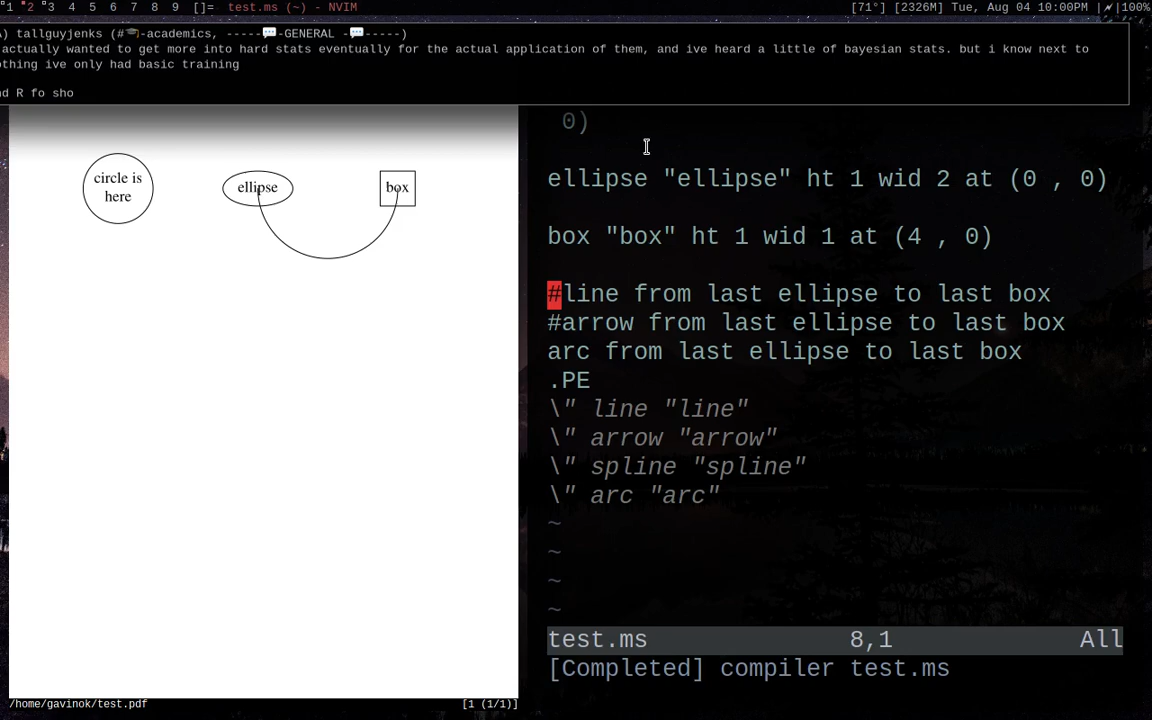 1 2 3 4 5 6 7 8 9 []= test.ms (~) - NVIM [71°] [2326M] Tue, Aug 04 10:00PM |⚡|100%
) tallguyjenks (#🎓-academics, -----💬-GENERAL -💬-----)
actually wanted to get more into hard stats eventually for the actual application of them, and ive heard a little of bayesian stats. but i know next to
othing ive only had basic training
d R fo sho
circle is
here
ellipse
box
0)
ellipse "ellipse" ht 1 wid 2 at (0 , 0)
box "box" ht 1 wid 1 at (4 , 0)
#line from last ellipse to last box
#arrow from last ellipse to last box
arc from last ellipse to last box
.PE
\" line "line"
\" arrow "arrow"
\" spline "spline"
\" arc "arc"
~
~
~
~
test.ms 8,1 All
[Completed] compiler test.ms
/home/gavinok/test.pdf [1 (1/1)]